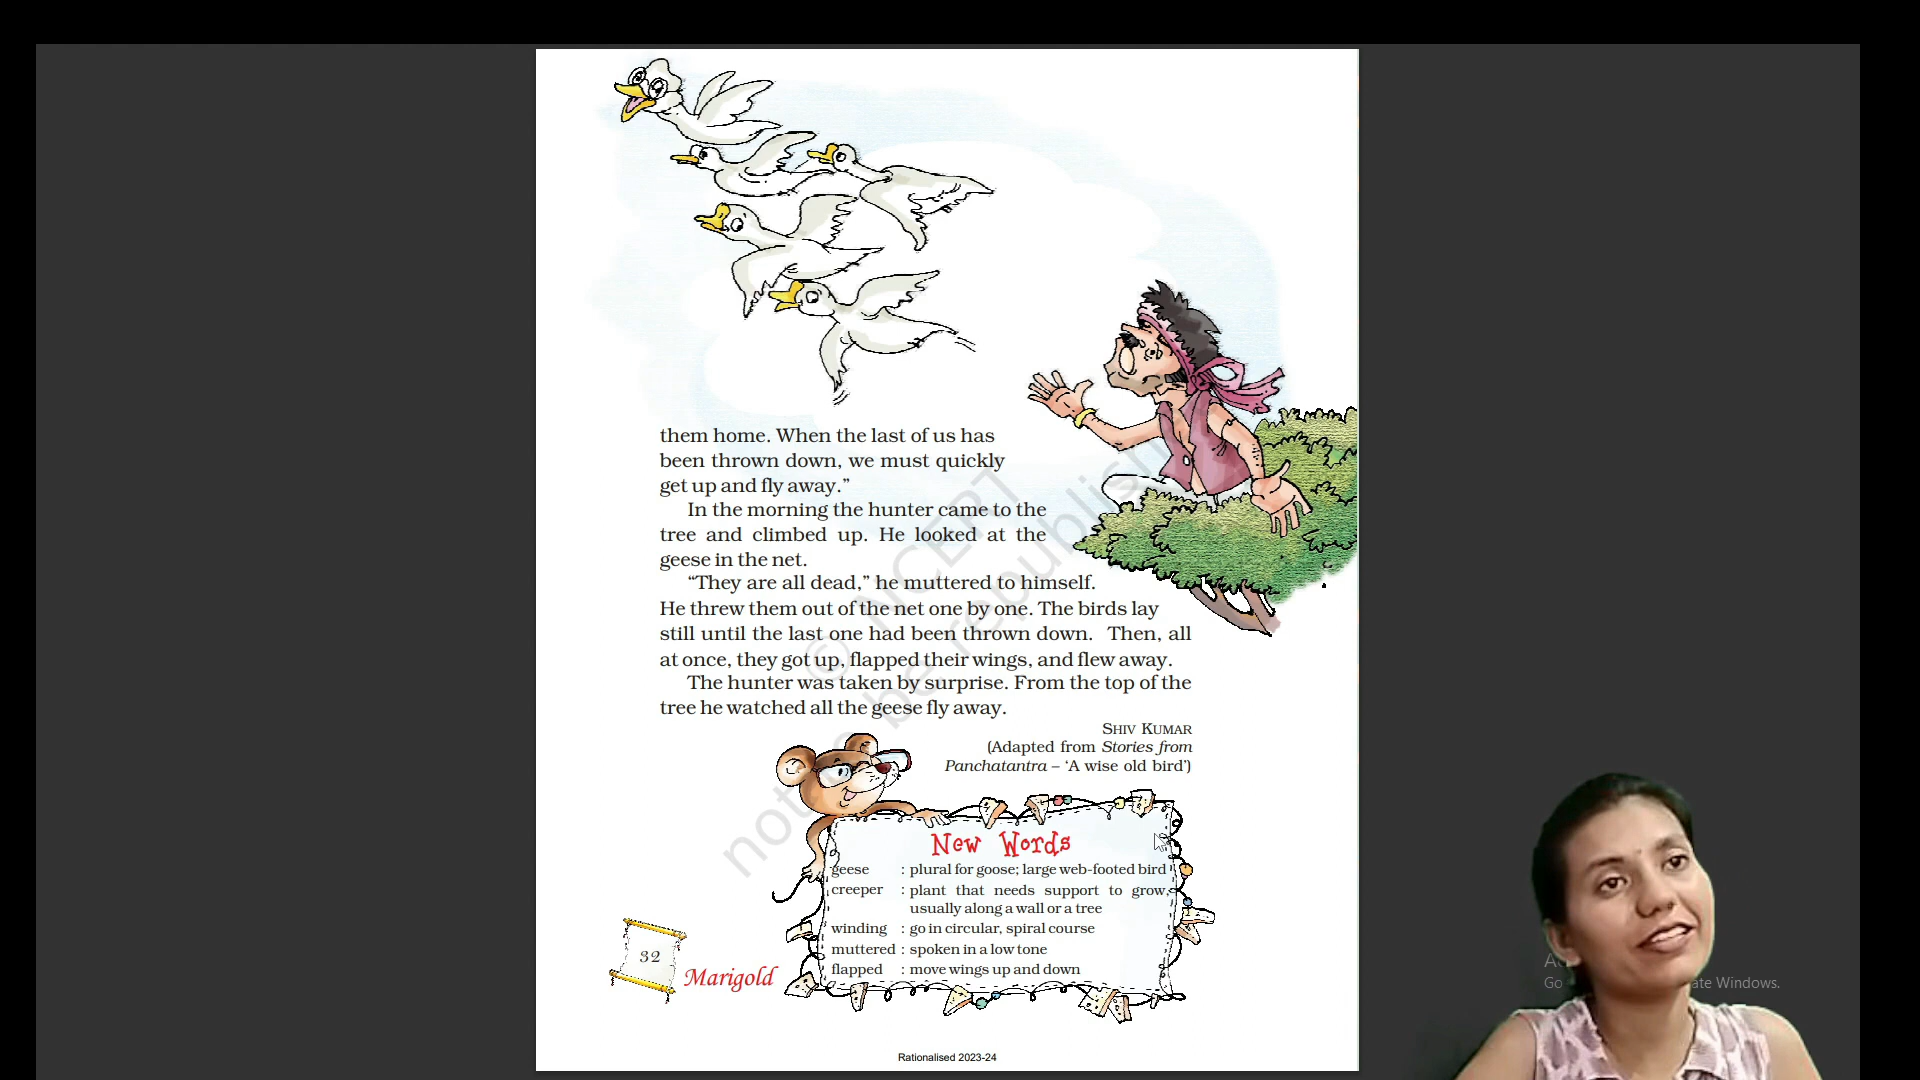 them home. When the last of us has
been thrown down, we must quickly
get up and fly away.”
In the morning the hunter came to the
tree and climbed up. He looked at the
geese in the net.
“They are all dead,” he muttered to himself.
He threw them out of the net one by one. The birds lay
still until the last one had been thrown down. Then, all
at once, they got up, flapped their wings, and flew away.
The hunter was taken by surprise. From the top of the
tree he watched all the geese fly away.
SHIV KUMAR
(Adapted from Stories from
Panchatantra – ‘A wise old bird’)
New Words
geese : plural for goose; large web-footed bird
creeper : plant that needs support to grow,
usually along a wall or a tree
winding : go in circular, spiral course
muttered : spoken in a low tone
flapped : move wings up and down
32
Marigold
Rationalised 2023-24
© NCERT
not to be republish
Go
ate Windows.